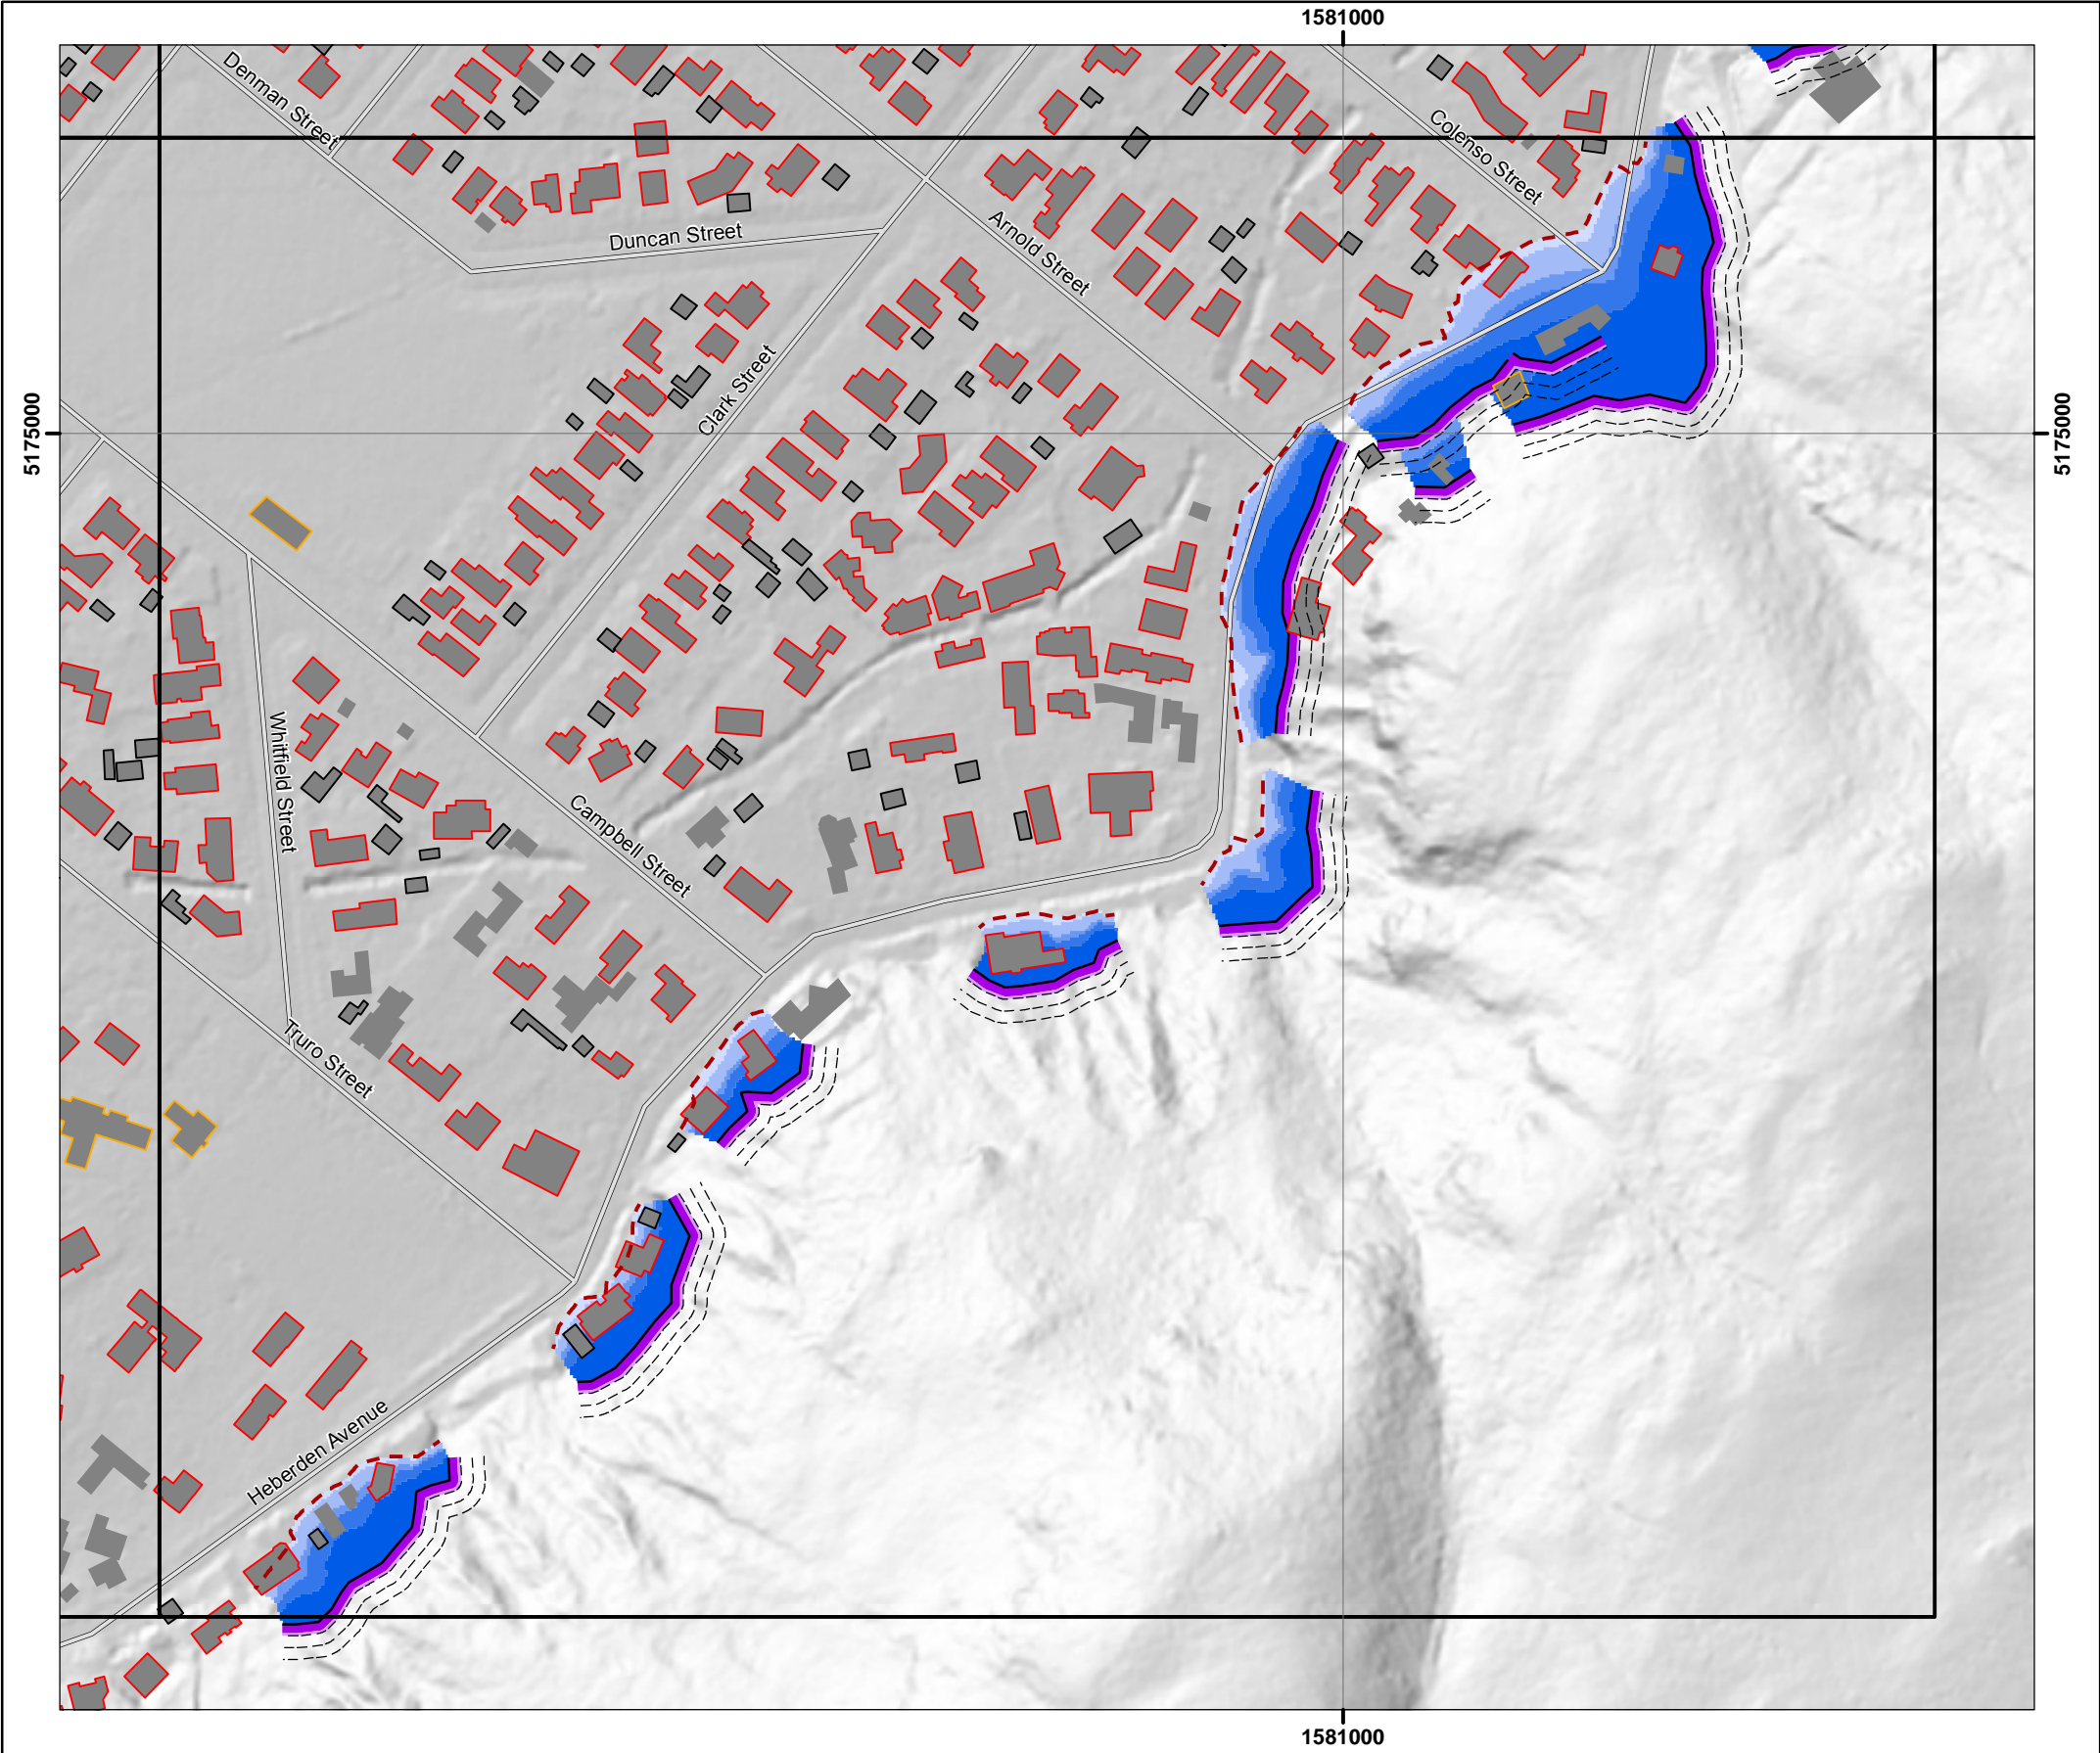 1581000
Denman Street
Colenso Street
Duncan Street
Arnold Street
Clark Street
5175000
5175000
Whitfield Street
Campbell Street
Truro Street
Heberden Avenue
1581000